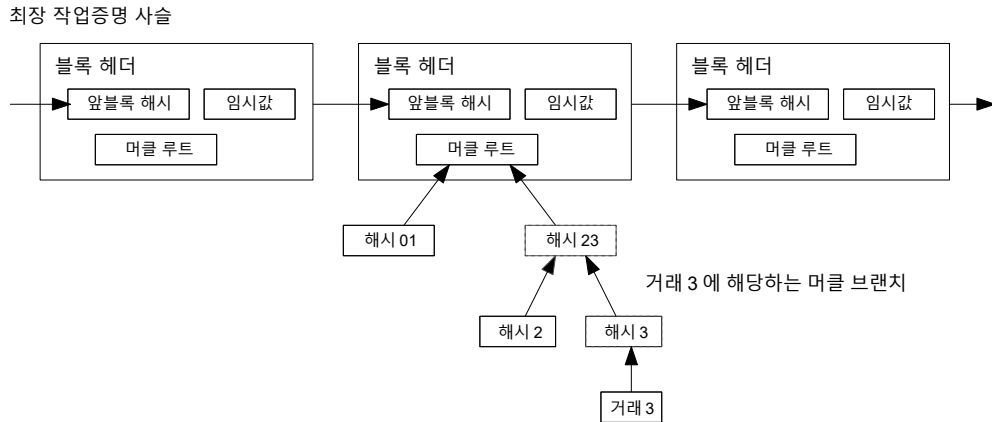 최장 작업증명 사슬
블록 헤더
블록 헤더
블록 헤더
앞블록 해시
임시값
앞블록 해시
임시값
앞블록 해시
임시값
머클 루트
머클 루트
머클 루트
해시 01
해시 23
거래 3 에 해당하는 머클 브랜치
해시 2
해시 3
거래 3